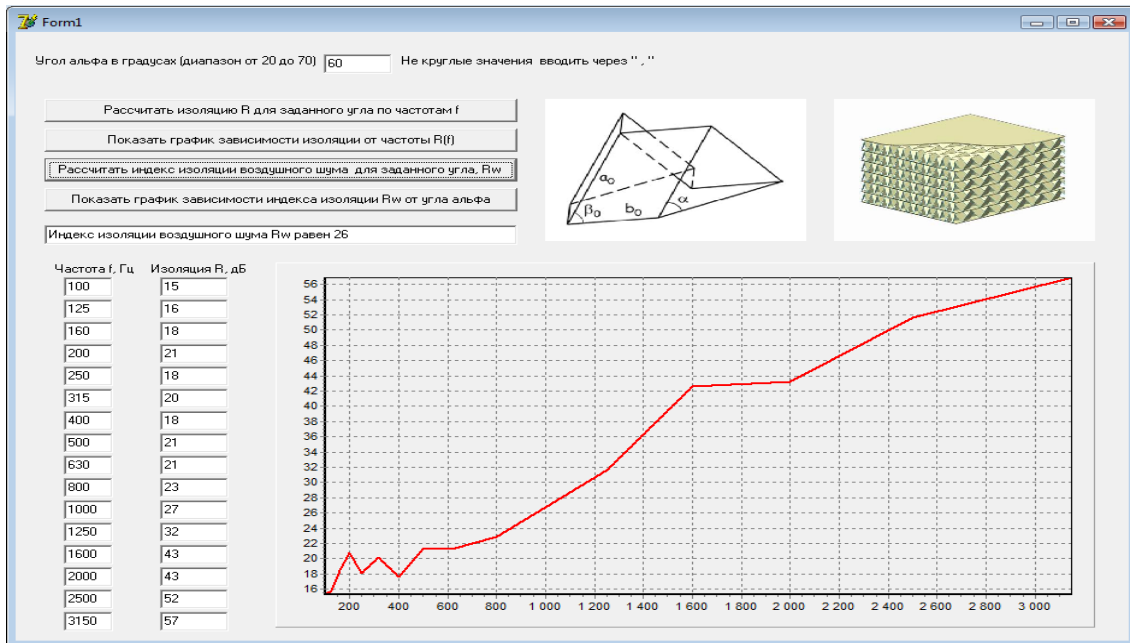 Form1
Угол альфа в градусах (диапазон от 20 до 70) 60 Не круглые значения вводить через " , "
Рассчитать изоляцию R для заданного угла по частотам f
Показать график зависимости изоляции от частоты R(f)
Рассчитать индекс изоляции воздушного шума для заданного угла, Rw
Показать график зависимости индекса изоляции Rw от угла альфа
Индекс изоляции воздушного шума Rw равен 26
a₀
β₀
b₀
α
Частота f, Гц Изоляция R, дБ
100 15
125 16
160 18
200 21
250 18
315 20
400 18
500 21
630 21
800 23
1000 27
1250 32
1600 43
2000 43
2500 52
3150 57
56
54
52
50
48
46
44
42
40
38
36
34
32
30
28
26
24
22
20
18
16
200 400 600 800 1 000 1 200 1 400 1 600 1 800 2 000 2 200 2 400 2 600 2 800 3 000